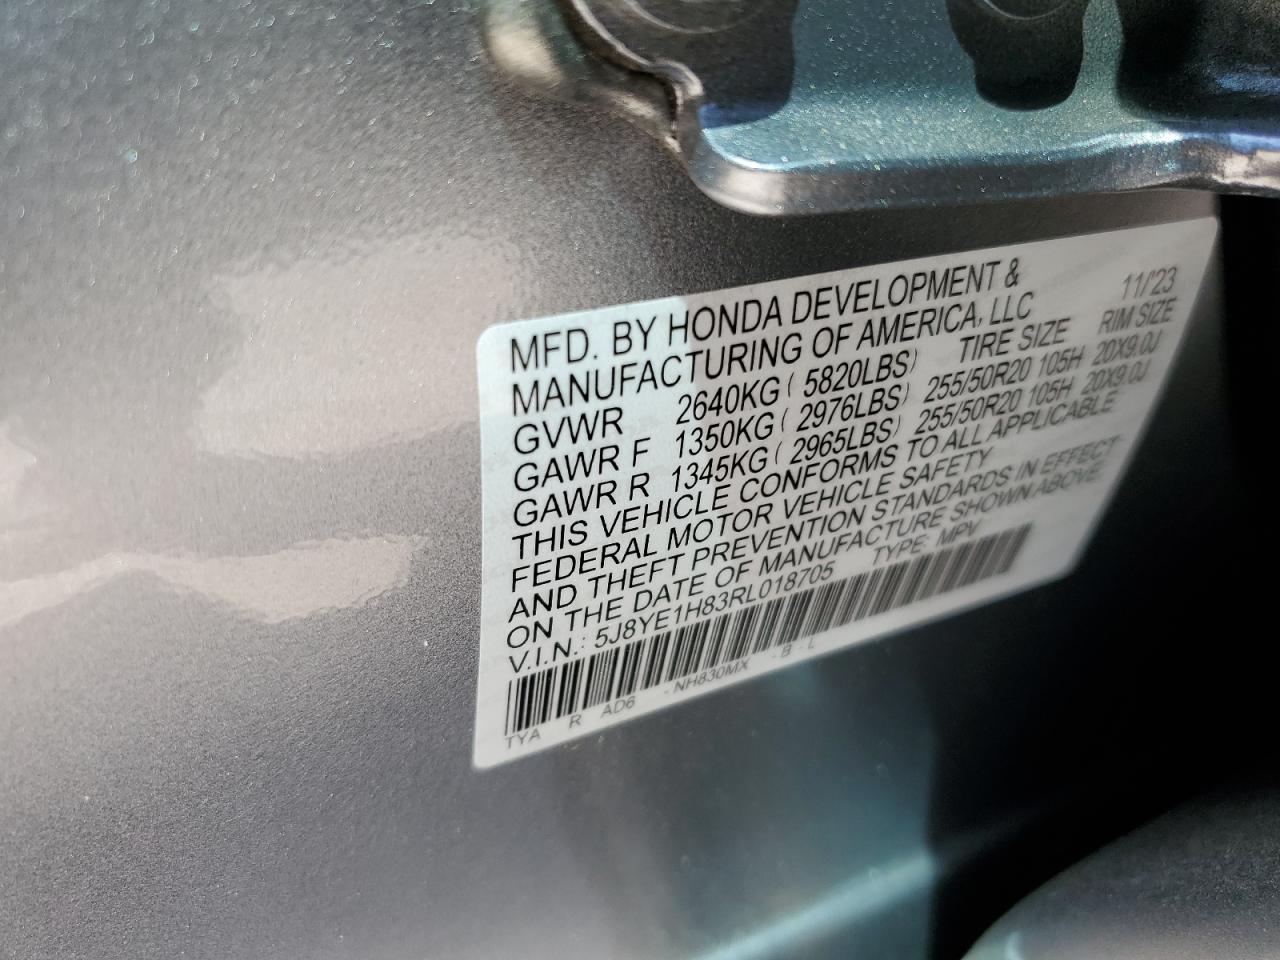 MFD. BY HONDA DEVELOPMENT & 11/'23
MANUFACTURING OF AMERICA, LLC
TIRE SIZE RIM SIZE
GVWR 2640KG ( 5820LBS)
GAWR F 1350KG ( 2976LBS) 255/50R20 105H 20X9.0J
GAWR R 1345KG ( 2965LBS) 255/50R20 105H 20X9.0J
THIS VEHICLE CONFORMS TO ALL APPLICABLE
FEDERAL MOTOR VEHICLE SAFETY
AND THEFT PREVENTION STANDARDS IN EFFECT
ON THE DATE OF MANUFACTURE SHOWN ABOVE.
V.I.N.: 5J8YE1H83RL018705 TYPE: MPV
TYA R AD6 - NH830MX - B - L